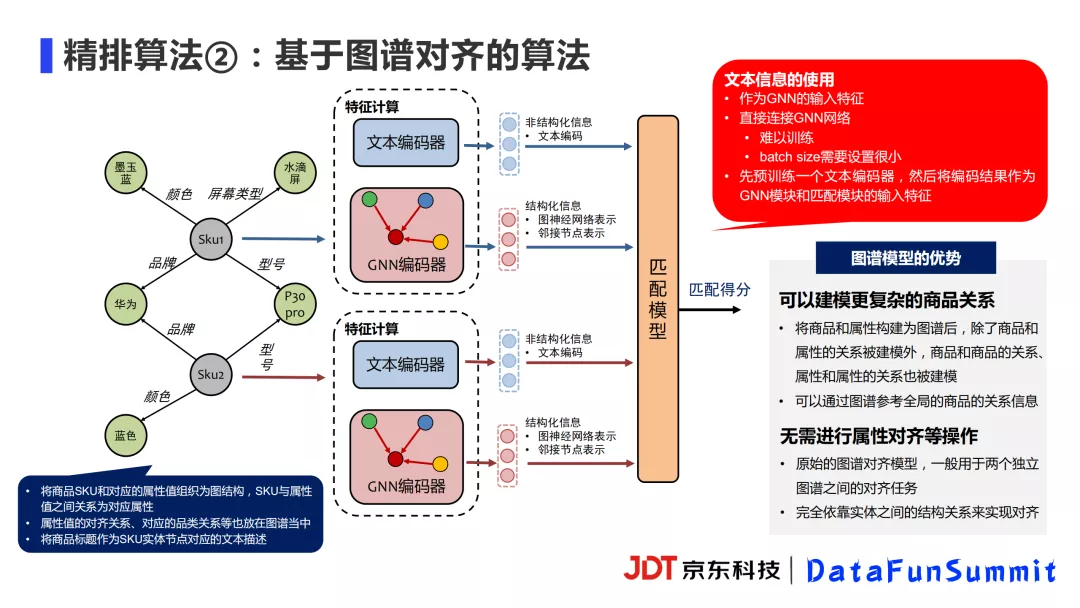 精排算法②：基于图谱对齐的算法
墨玉
蓝
水滴
屏
颜色
屏幕类型
Sku1
品牌
型号
华为
P30
pro
品牌
型
号
Sku2
颜色
蓝色
将商品SKU和对应的属性值组织为图结构，SKU与属性
值之间关系为对应属性
属性值的对齐关系、对应的品类关系等也放在图谱当中
将商品标题作为SKU实体节点对应的文本描述
特征计算
文本编码器
GNN编码器
非结构化信息
• 文本编码
结构化信息
• 图神经网络表示
• 邻接节点表示
特征计算
文本编码器
GNN编码器
非结构化信息
• 文本编码
结构化信息
• 图神经网络表示
• 邻接节点表示
匹
配
模
型
匹配得分
文本信息的使用
• 作为GNN的输入特征
• 直接连接GNN网络
• 难以训练
• batch size需要设置很小
• 先预训练一个文本编码器，然后将编码结果作为
GNN模块和匹配模块的输入特征
图谱模型的优势
可以建模更复杂的商品关系
• 将商品和属性构建为图谱后，除了商品和
属性的关系被建模外，商品和商品的关系、
属性和属性的关系也被建模
• 可以通过图谱参考全局的商品的关系信息
无需进行属性对齐等操作
• 原始的图谱对齐模型，一般用于两个独立
图谱之间的对齐任务
• 完全依靠实体之间的结构关系来实现对齐
JDT 京东科技 | DataFunSummit